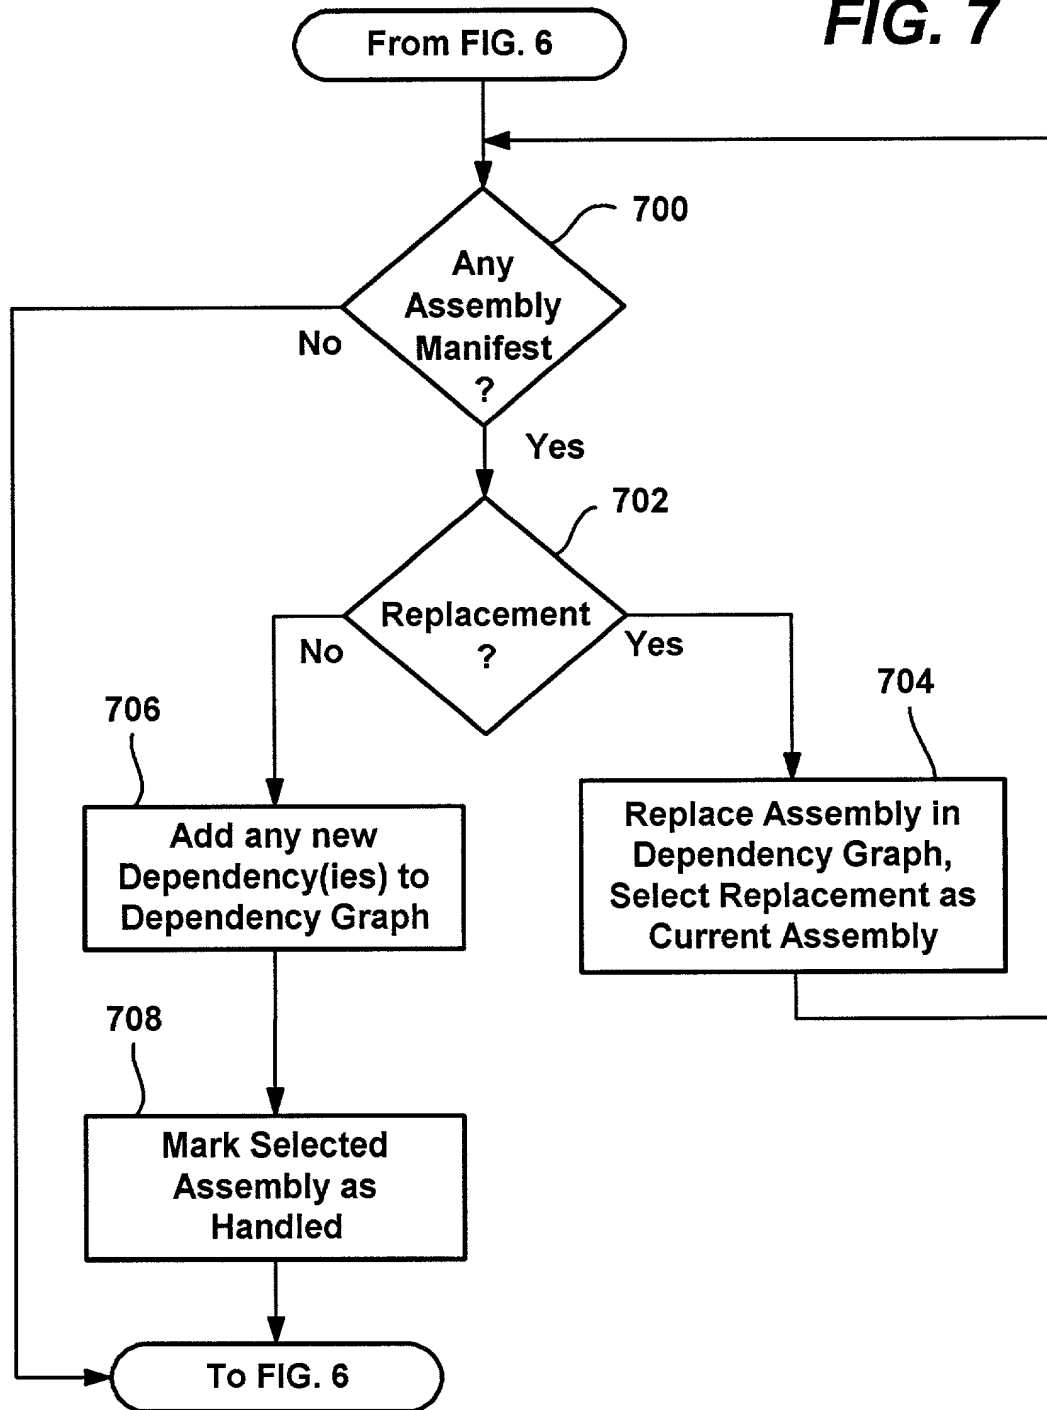 FIG. 7
From FIG. 6
700
Any
Assembly
Manifest
?
No
Yes
702
Replacement
?
No
Yes
704
706
Replace Assembly in
Dependency Graph,
Select Replacement as
Current Assembly
Add any new
Dependency(ies) to
Dependency Graph
708
Mark Selected
Assembly as
Handled
To FIG. 6